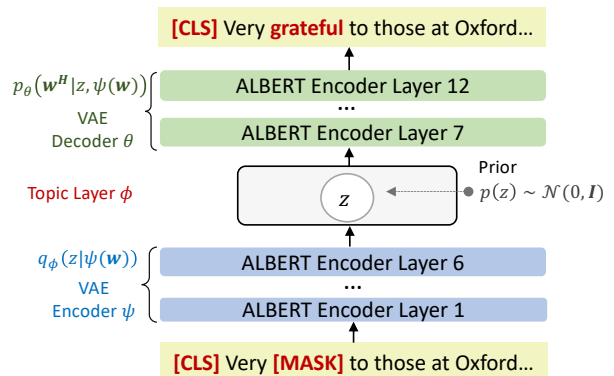 [CLS] Very grateful to those at Oxford...
p_θ(w^H|z, ψ(w))
VAE
Decoder θ
ALBERT Encoder Layer 12
...
ALBERT Encoder Layer 7
Topic Layer ϕ
z
Prior
p(z) ~ 𝒩(0, I)
q_ϕ(z|ψ(w))
VAE
Encoder ψ
ALBERT Encoder Layer 6
...
ALBERT Encoder Layer 1
[CLS] Very [MASK] to those at Oxford...